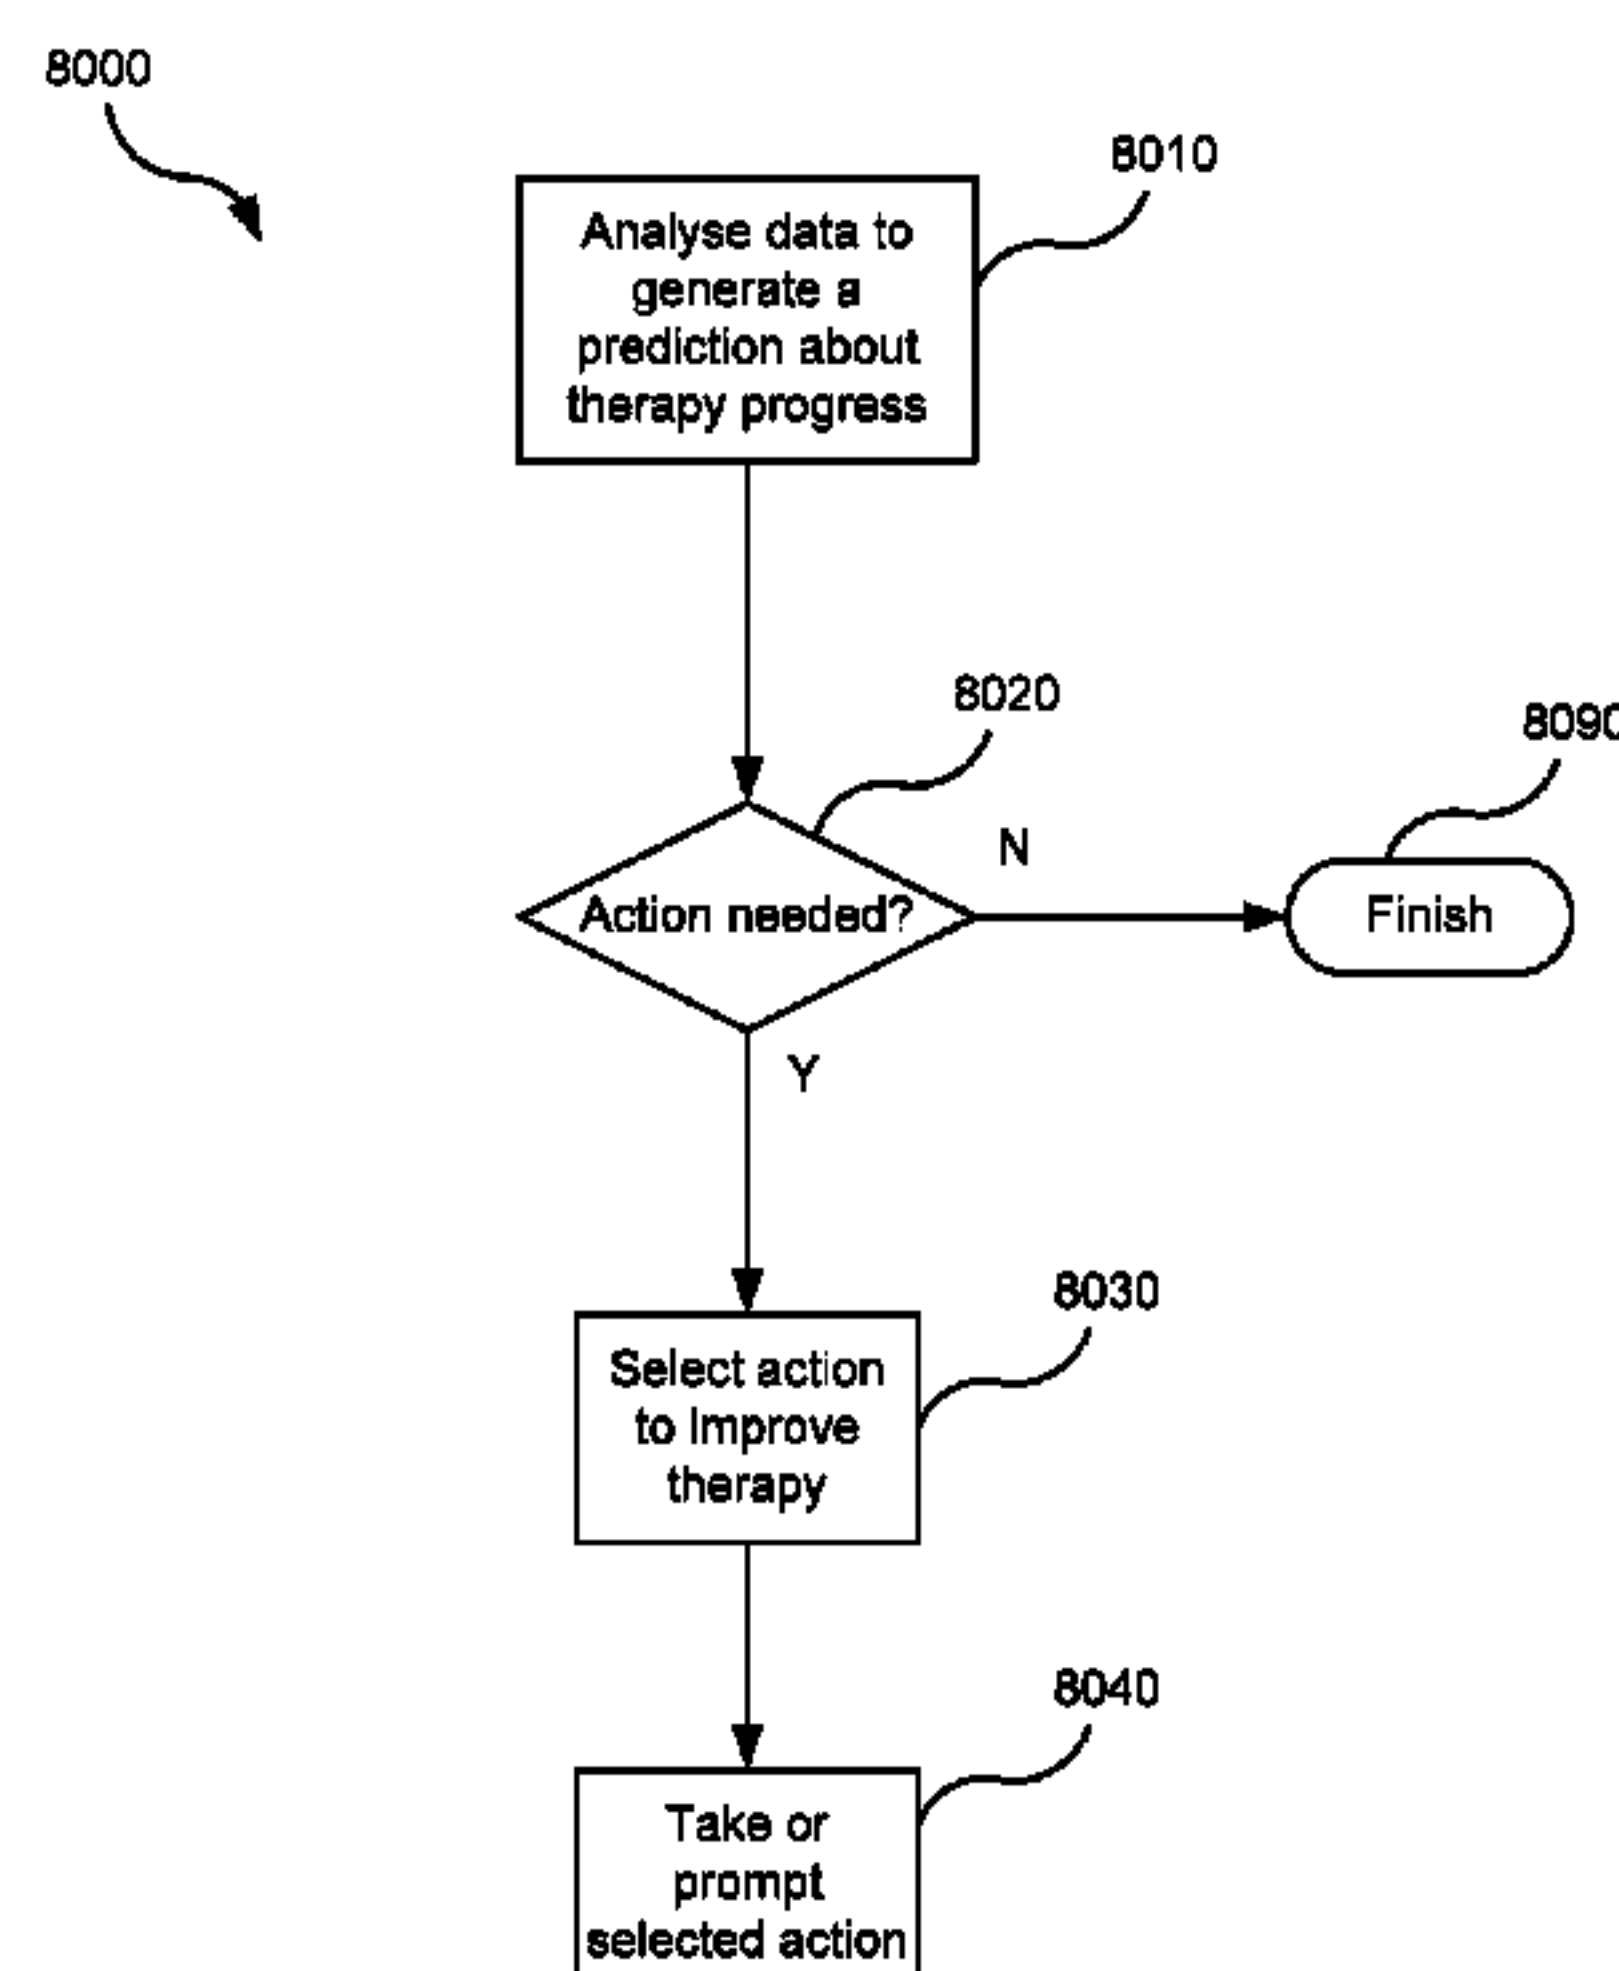 8000
8010
Analyse data to
generate a
prediction about
therapy progress
8020
8090
N
Action needed?
Finish
Y
8030
Select action
to improve
therapy
8040
Take or
prompt
selected action